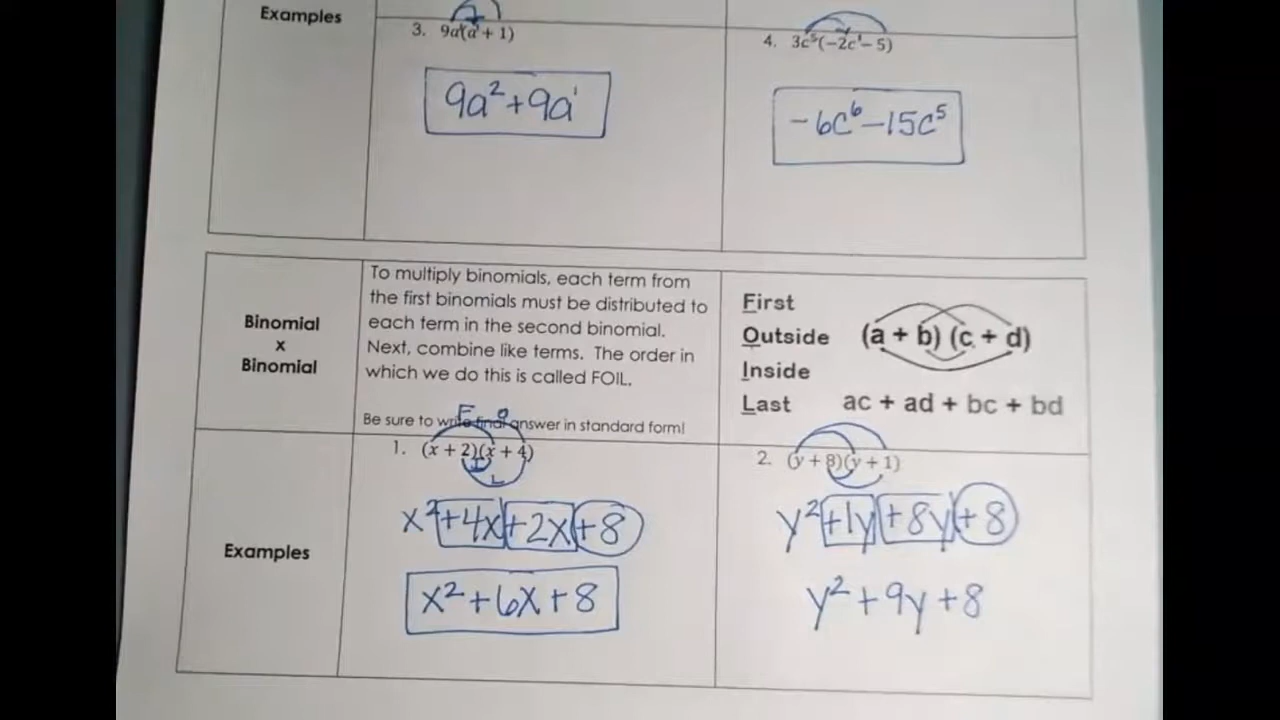 Examples
3. 9a(a¹ + 1)
9a² + 9a¹
4. 3c⁵(−2c¹ − 5)
−6c⁶ − 15c⁵
Binomial
x
Binomial
To multiply binomials, each term from
the first binomials must be distributed to
each term in the second binomial.
Next, combine like terms. The order in
which we do this is called FOIL.
Be sure to write final answer in standard form!
First
Outside
Inside
Last
(a + b) (c + d)
ac + ad + bc + bd
Examples
F O
1. (x + 2)(x + 4)
I
L
x² + 4x + 2x + 8
x² + 6x + 8
2. (y + 8)(y + 1)
y² + 1y + 8y + 8
y² + 9y + 8